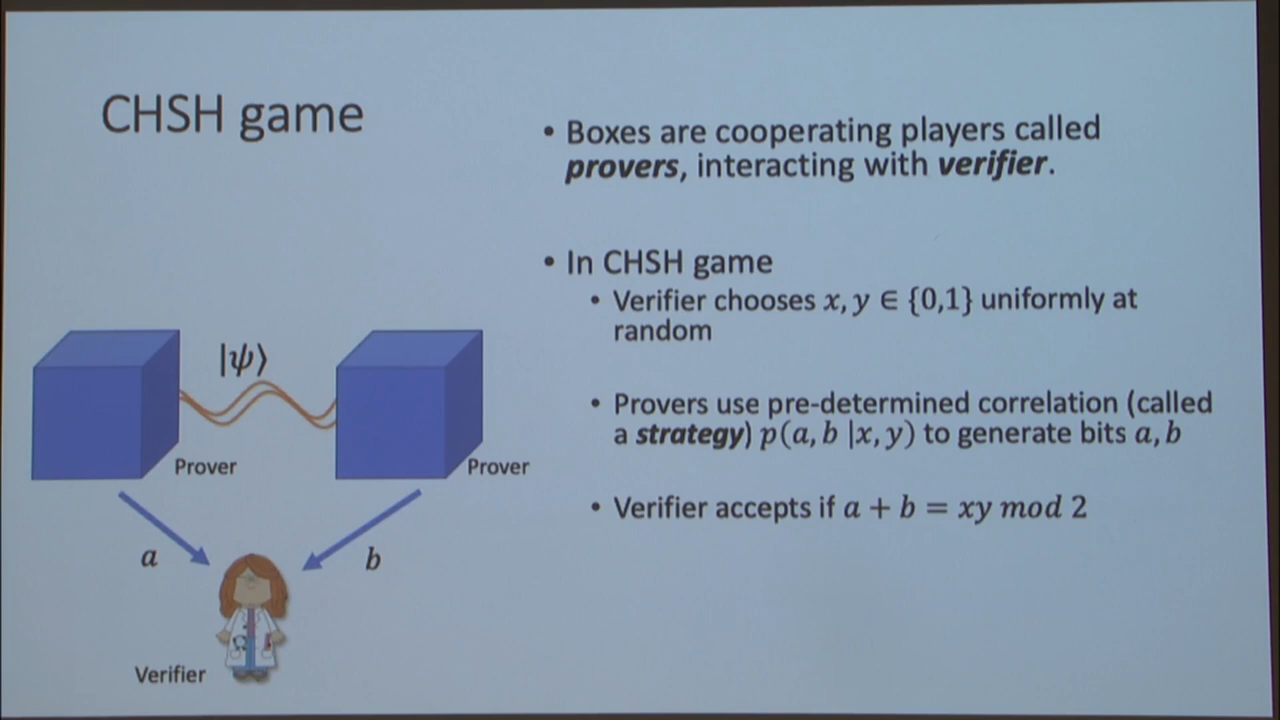 CHSH game
• Boxes are cooperating players called
provers, interacting with verifier.
• In CHSH game
• Verifier chooses x, y ∈ {0,1} uniformly at
random
• Provers use pre-determined correlation (called
a strategy) p(a, b |x, y) to generate bits a, b
• Verifier accepts if a + b = xy mod 2
|ψ⟩
Prover
Prover
a
b
Verifier